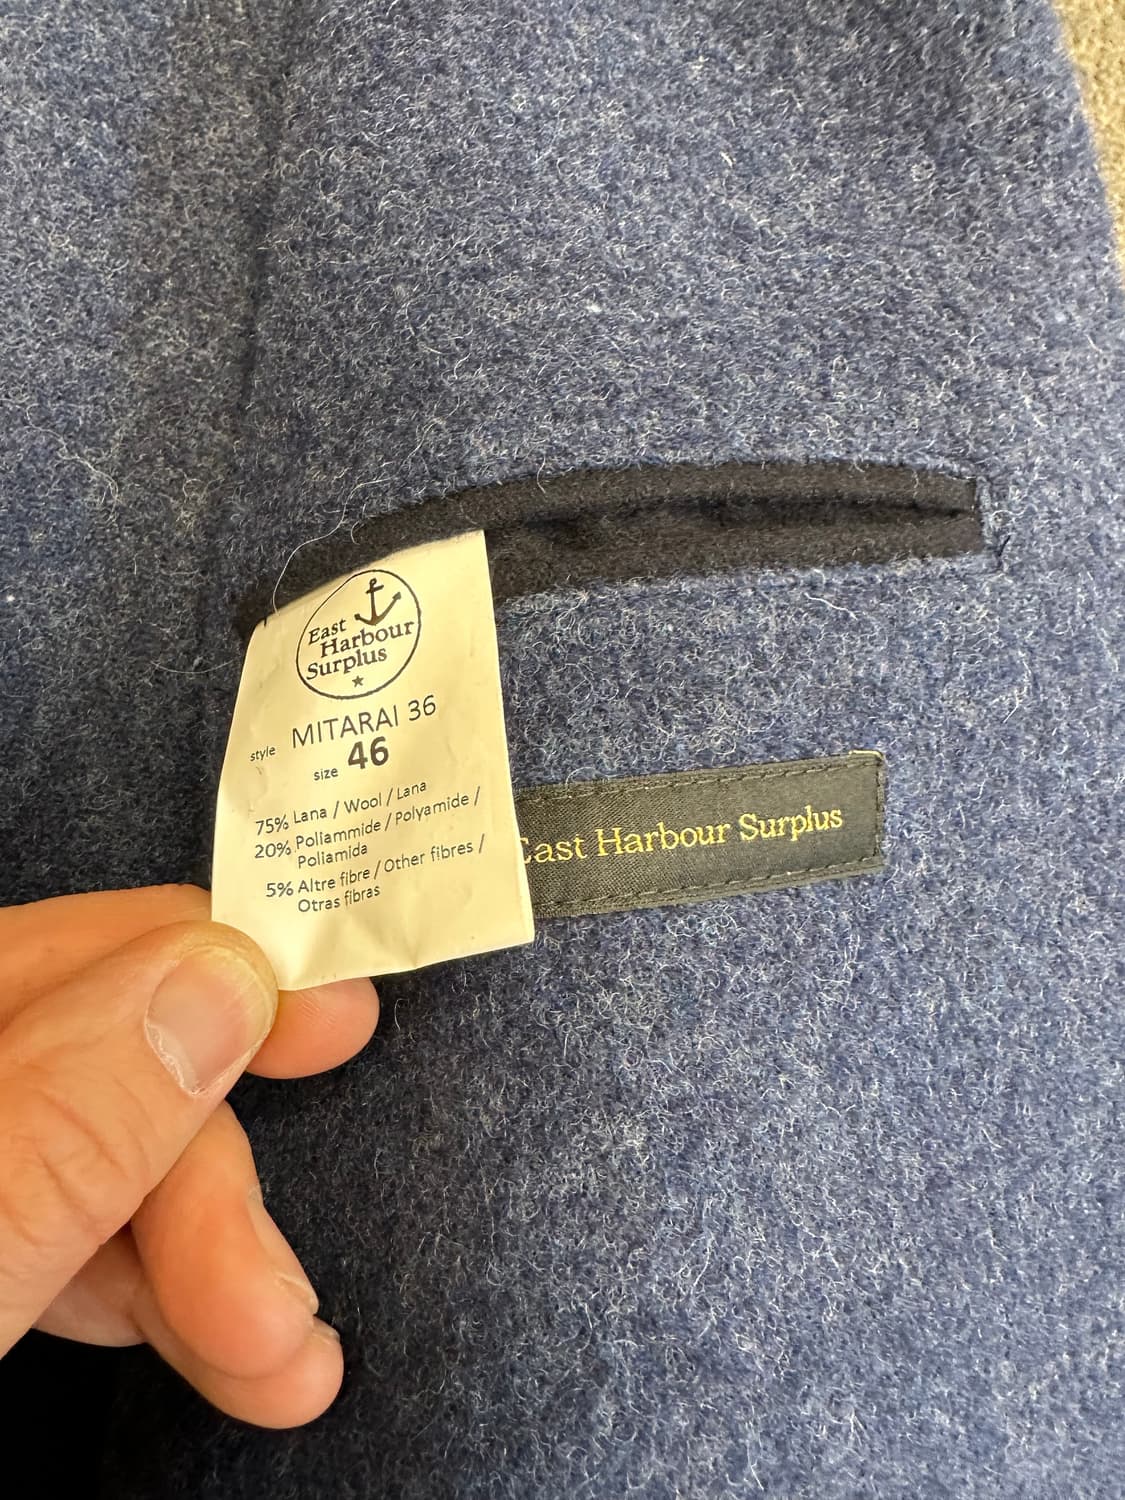 East
Harbour
Surplus
style MITARAI 36
size 46
75% Lana / Wool / Lana
20% Poliammide / Polyamide /
Poliamida
5% Altre fibre / Other fibres /
Otras fibras
East Harbour Surplus